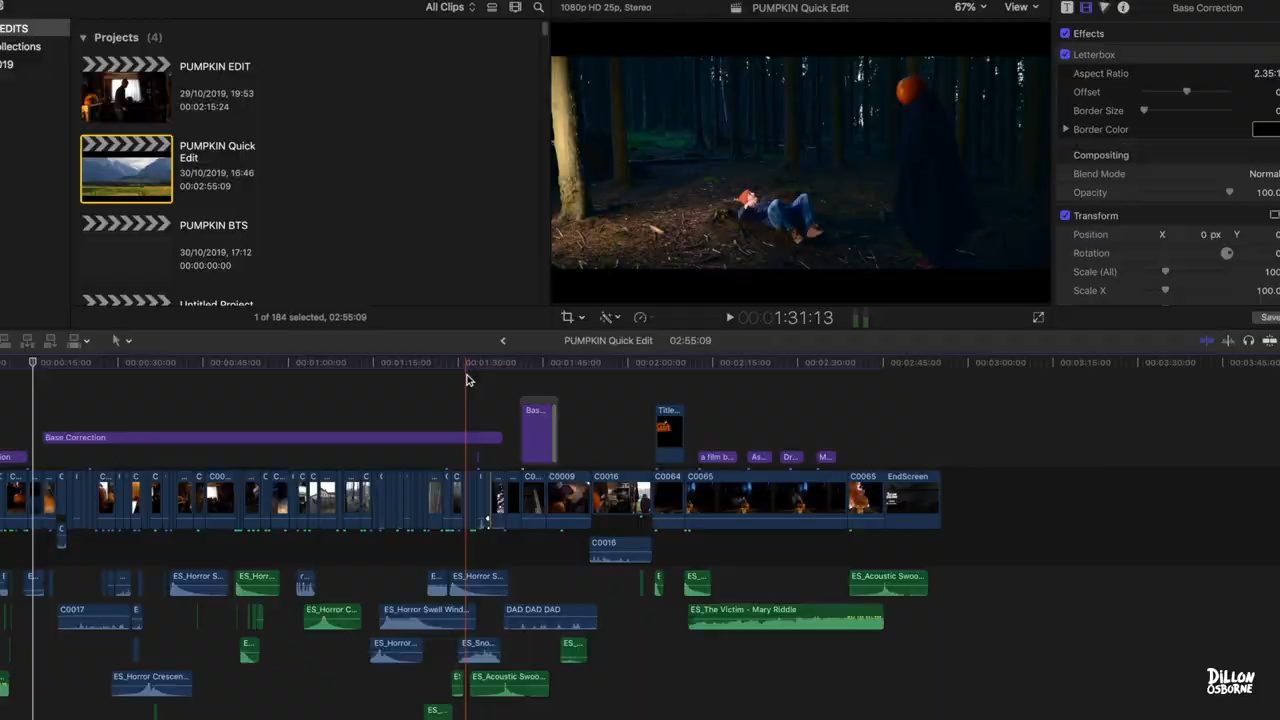 EDITS
ollections
019
All Clips
Projects (4)
PUMPKIN EDIT
29/10/2019, 19:53
00:02:15:24
PUMPKIN Quick
Edit
30/10/2019, 16:46
00:02:55:09
PUMPKIN BTS
30/10/2019, 17:12
00:00:00:00
Untitled Project
1 of 184 selected, 02:55:09
1080p HD 25p, Stereo
PUMPKIN Quick Edit
67%
View
00:00:1:31:13
Base Correction
Effects
Letterbox
Aspect Ratio 2.35:1
Offset
Border Size
Border Color
Compositing
Blend Mode Normal
Opacity 100.
Transform
Position X 0 px Y
Rotation
Scale (All) 100.
Scale X 100.
Save
PUMPKIN Quick Edit 02:55:09
00:00:15:00 00:00:30:00 00:00:45:00 00:01:00:00 00:01:15:00 00:01:30:00 00:01:45:00 00:02:00:00 00:02:15:00 00:02:30:00 00:02:45:00 00:03:00:00 00:03:15:00 00:03:30:00 00:03:45:00
Bas... Title...
Base Correction
ion a film b... As... Dr... M...
C... C... C... C... C00... C... C... C0... C0009 C0016 C0064 C0065 C0065 EndScreen
C C0016
E... ... ES_Horror S... ES_Horr... r... E... ES_Horror S... E ES_... ES_Acoustic Swoo...
C0017 E ES_Horror C... ES_Horror Swell Wind... DAD DAD DAD ES_The Victim - Mary Riddle
E... ES_Horror... ES_Sno... ES_...
ES_Horror Crescen... ES ES_Acoustic Swoo...
ES_...
DILLON
OSBORNE